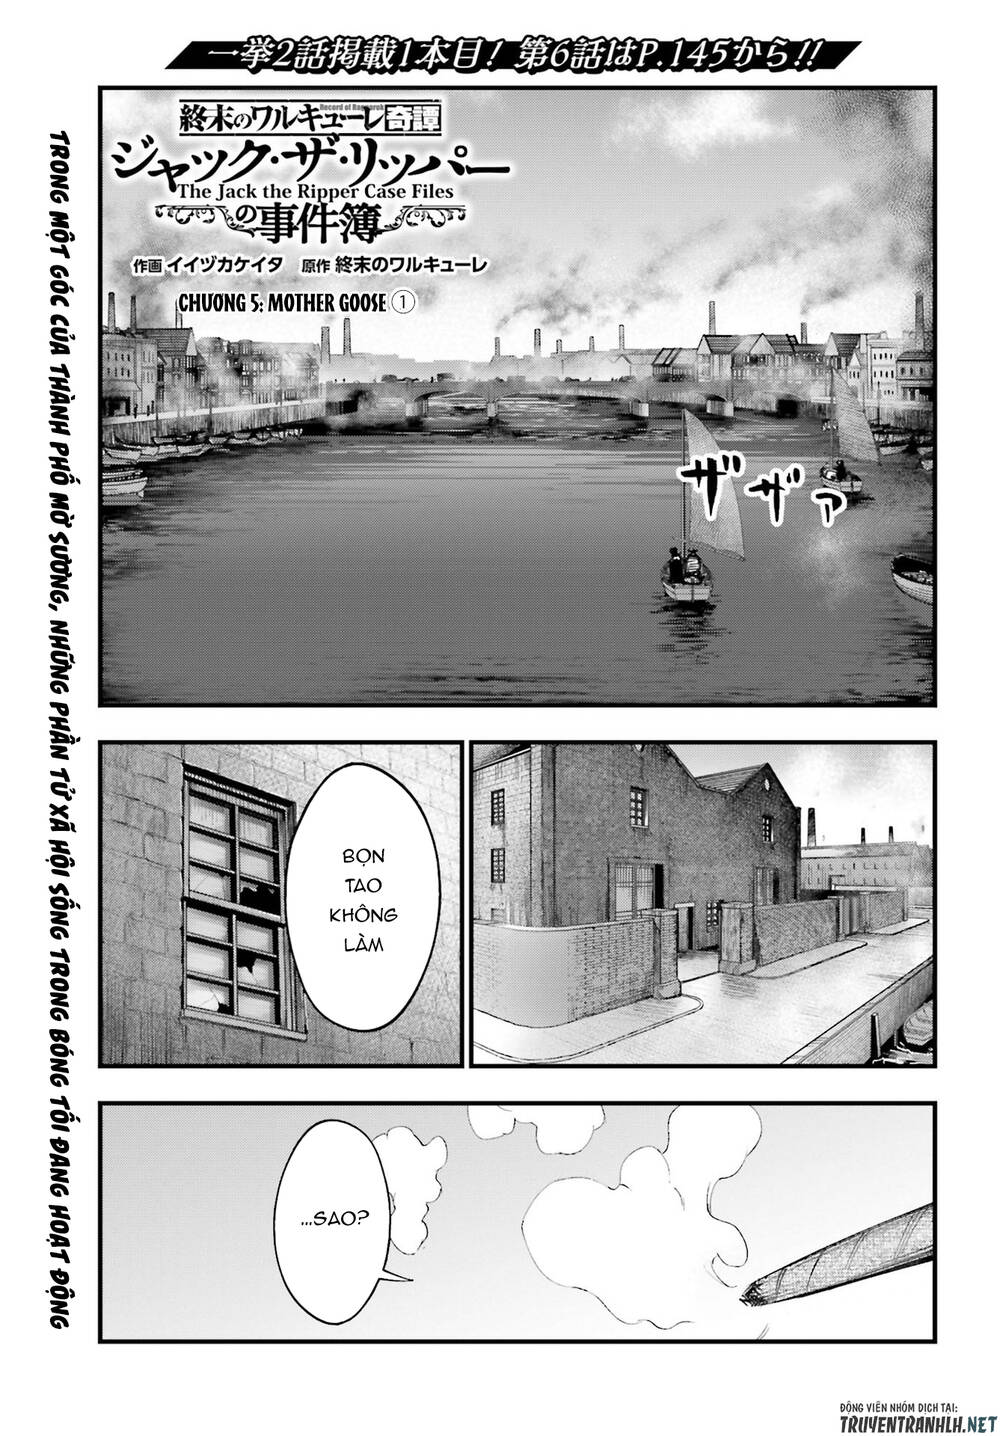 一挙2話掲載1本目! 第6話はP.145から!!
Record of Ragnarok
終末のワルキューレ奇譚
ジャック・ザ・リッパー
The Jack the Ripper Case Files
の事件簿
作画 イイヅカケイタ 原作 終末のワルキューレ
CHƯƠNG 5: MOTHER GOOSE ①
TRONG MỘT GÓC CỦA THÀNH PHỐ MỜ SƯƠNG, NHỮNG PHẦN TỬ XÃ HỘI SỐNG TRONG BÓNG TỐI ĐANG HOẠT ĐỘNG
ザザァ
BỌN
TAO
KHÔNG
LÀM
...SAO?
ĐỘNG VIÊN NHÓM DỊCH TẠI:
TRUYENTRANHLH.NET